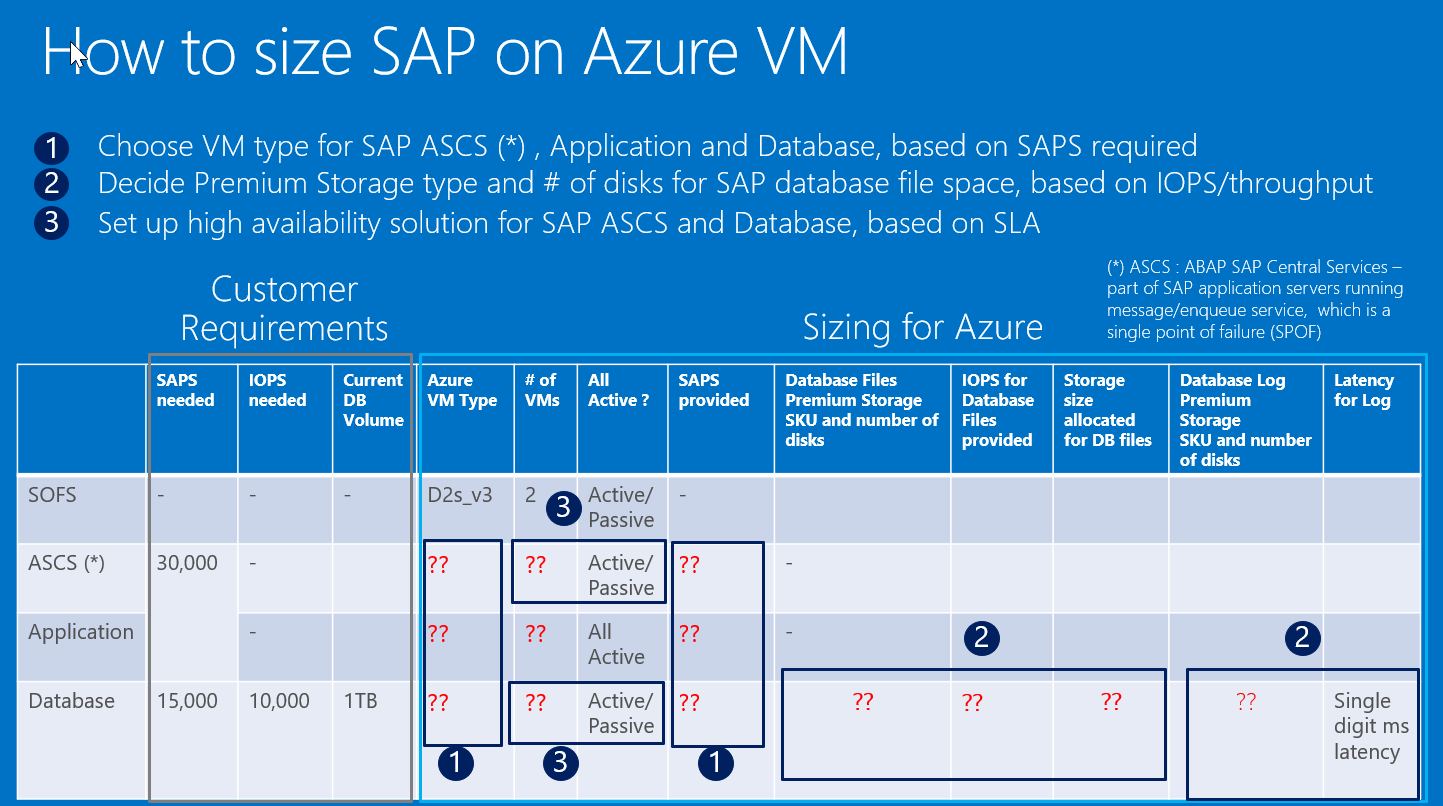 How to size SAP on Azure VM
1 Choose VM type for SAP ASCS (*) , Application and Database, based on SAPS required
2 Decide Premium Storage type and # of disks for SAP database file space, based on IOPS/throughput
3 Set up high availability solution for SAP ASCS and Database, based on SLA
(*) ASCS : ABAP SAP Central Services –
part of SAP application servers running
message/enqueue service, which is a
single point of failure (SPOF)
Customer
Requirements
Sizing for Azure
SAPS
needed
IOPS
needed
Current
DB
Volume
Azure
VM Type
# of
VMs
All
Active ?
SAPS
provided
Database Files
Premium Storage
SKU and number of
disks
IOPS for
Database
Files
provided
Storage
size
allocated
for DB files
Database Log
Premium
Storage
SKU and number
of disks
Latency
for Log
SOFS
-
-
-
D2s_v3
2
3
Active/
Passive
-
ASCS (*)
30,000
-
??
??
Active/
Passive
??
-
Application
-
??
??
All
Active
??
-
2
2
Database
15,000
10,000
1TB
??
??
Active/
Passive
??
??
??
??
??
Single
digit ms
latency
1
3
1